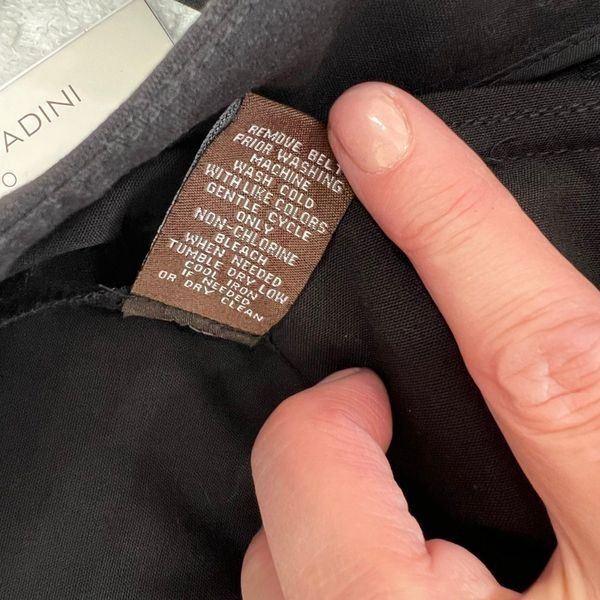 ADINI
O
REMOVE BELT
PRIOR WASHING
MACHINE
WASH COLD
WITH LIKE COLORS
GENTLE CYCLE
ONLY
NON-CHLORINE
BLEACH
WHEN NEEDED
TUMBLE DRY LOW
COOL IRON
IF NEEDED
OR DRY CLEAN